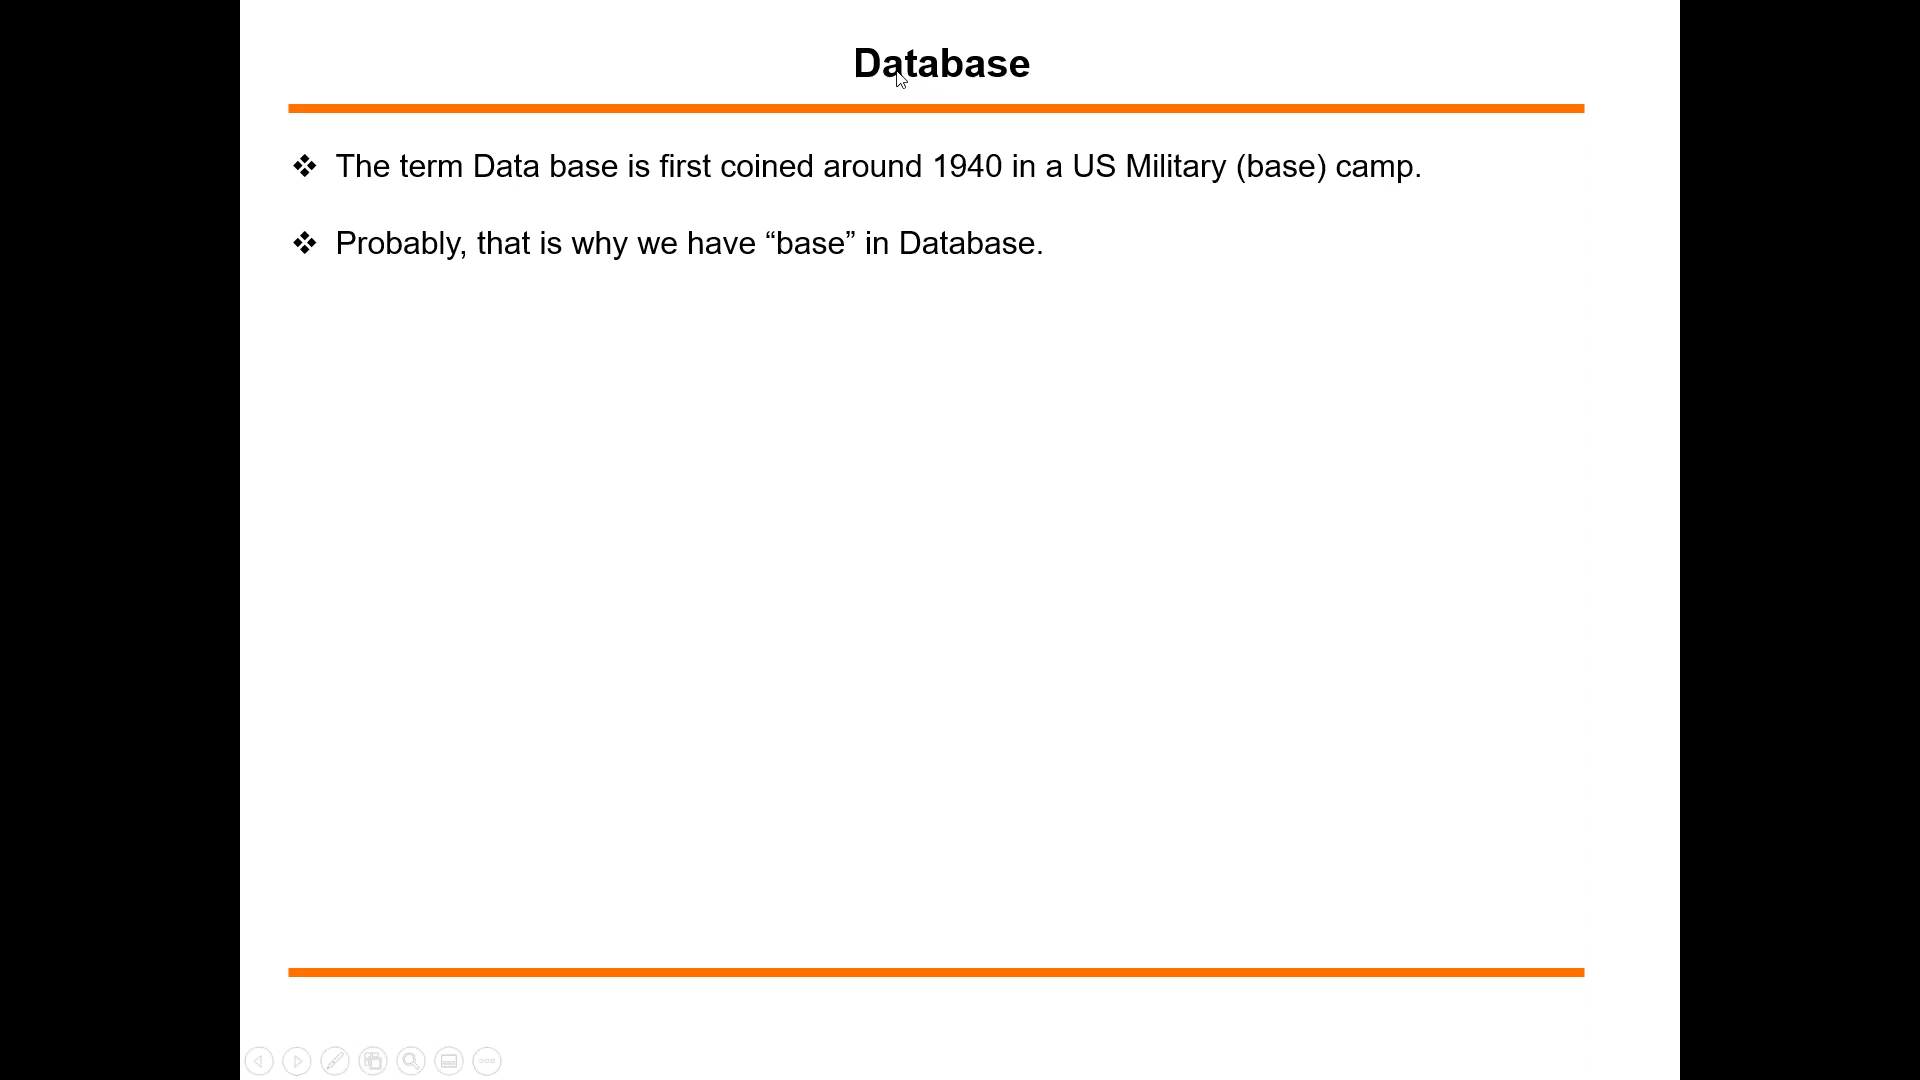 Database
❖ The term Data base is first coined around 1940 in a US Military (base) camp.
❖ Probably, that is why we have “base” in Database.